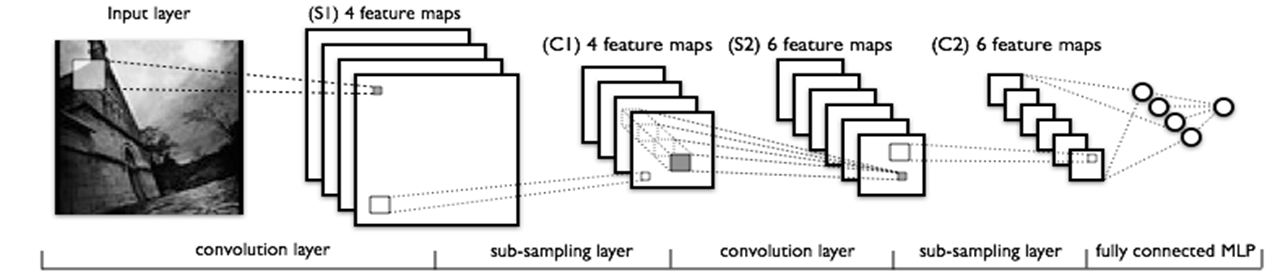 Input layer
(S1) 4 feature maps
(C1) 4 feature maps
(S2) 6 feature maps
(C2) 6 feature maps
convolution layer
sub-sampling layer
convolution layer
sub-sampling layer
fully connected MLP